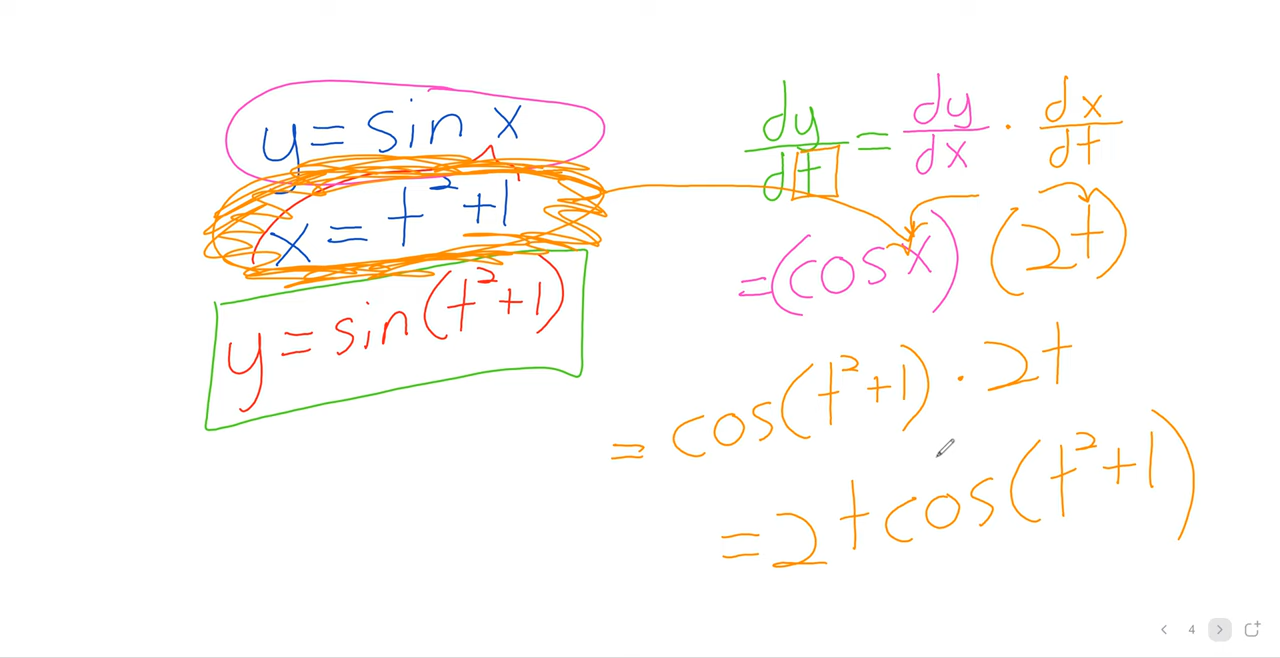 y = sin x
x = t² + 1
y = sin(t² + 1)
dy/dt = dy/dx · dx/dt
= (cos x) (2t)
= cos(t² + 1) · 2t
= 2t cos(t² + 1)
4